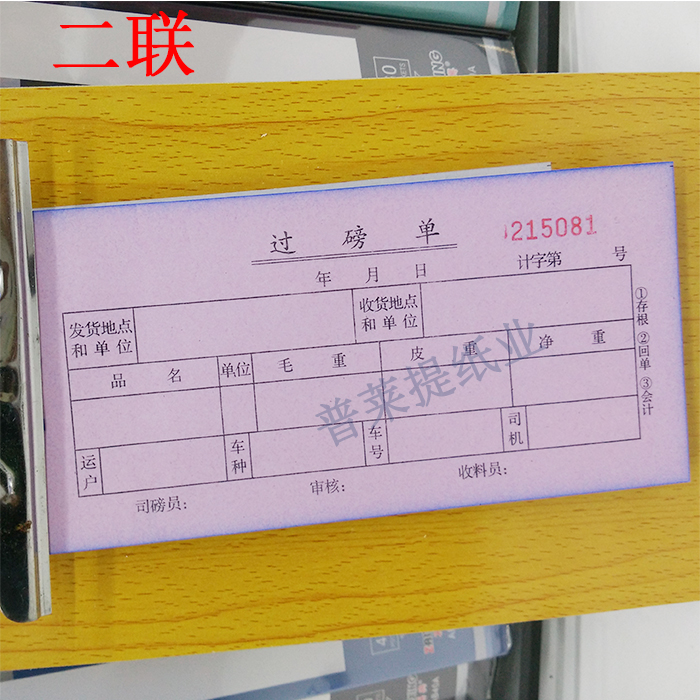 二联
过磅单
215081
年 月 日 计字第 号
发货地点和单位 收货地点和单位
品名 单位 毛重 皮重 净重
运户 车种 车号 司机
司磅员： 审核： 收料员：
①存根 ②回单 ③会计
普莱提纸业